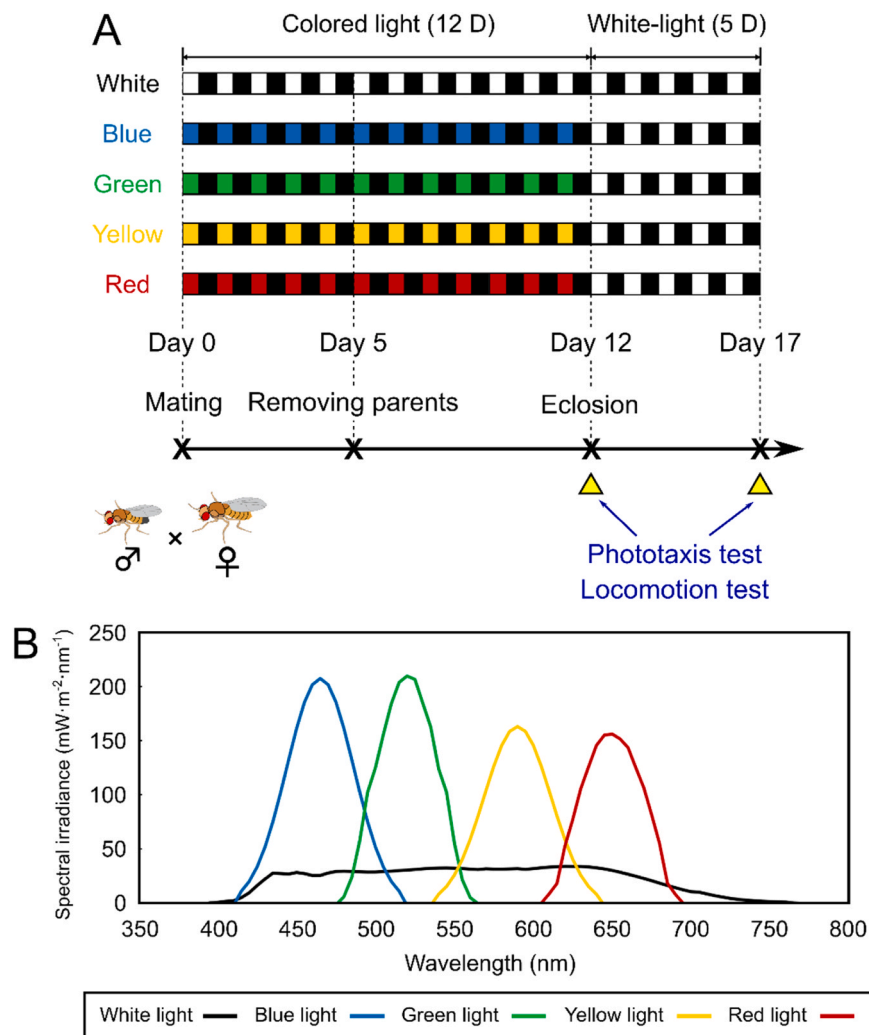 A
Colored light (12 D) White-light (5 D)
White
Blue
Green
Yellow
Red
Day 0 Day 5 Day 12 Day 17
Mating Removing parents Eclosion
X X X X
♂ × ♀
Phototaxis test
Locomotion test
B
Spectral irradiance (mW·m⁻²·nm⁻¹)
250
200
150
100
50
0
350 400 450 500 550 600 650 700 750 800
Wavelength (nm)
White light Blue light Green light Yellow light Red light